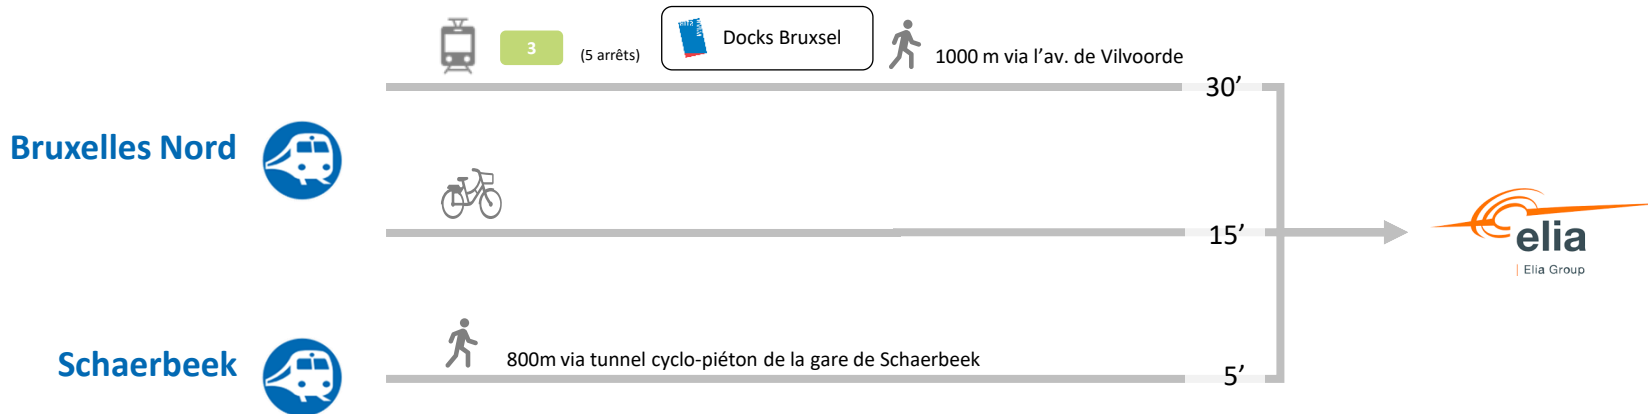 3
(5 arrêts)
Docks Bruxsel
1000 m via l’av. de Vilvoorde
30’
Bruxelles Nord
15’
elia
| Elia Group
Schaerbeek
800m via tunnel cyclo-piéton de la gare de Schaerbeek
5’